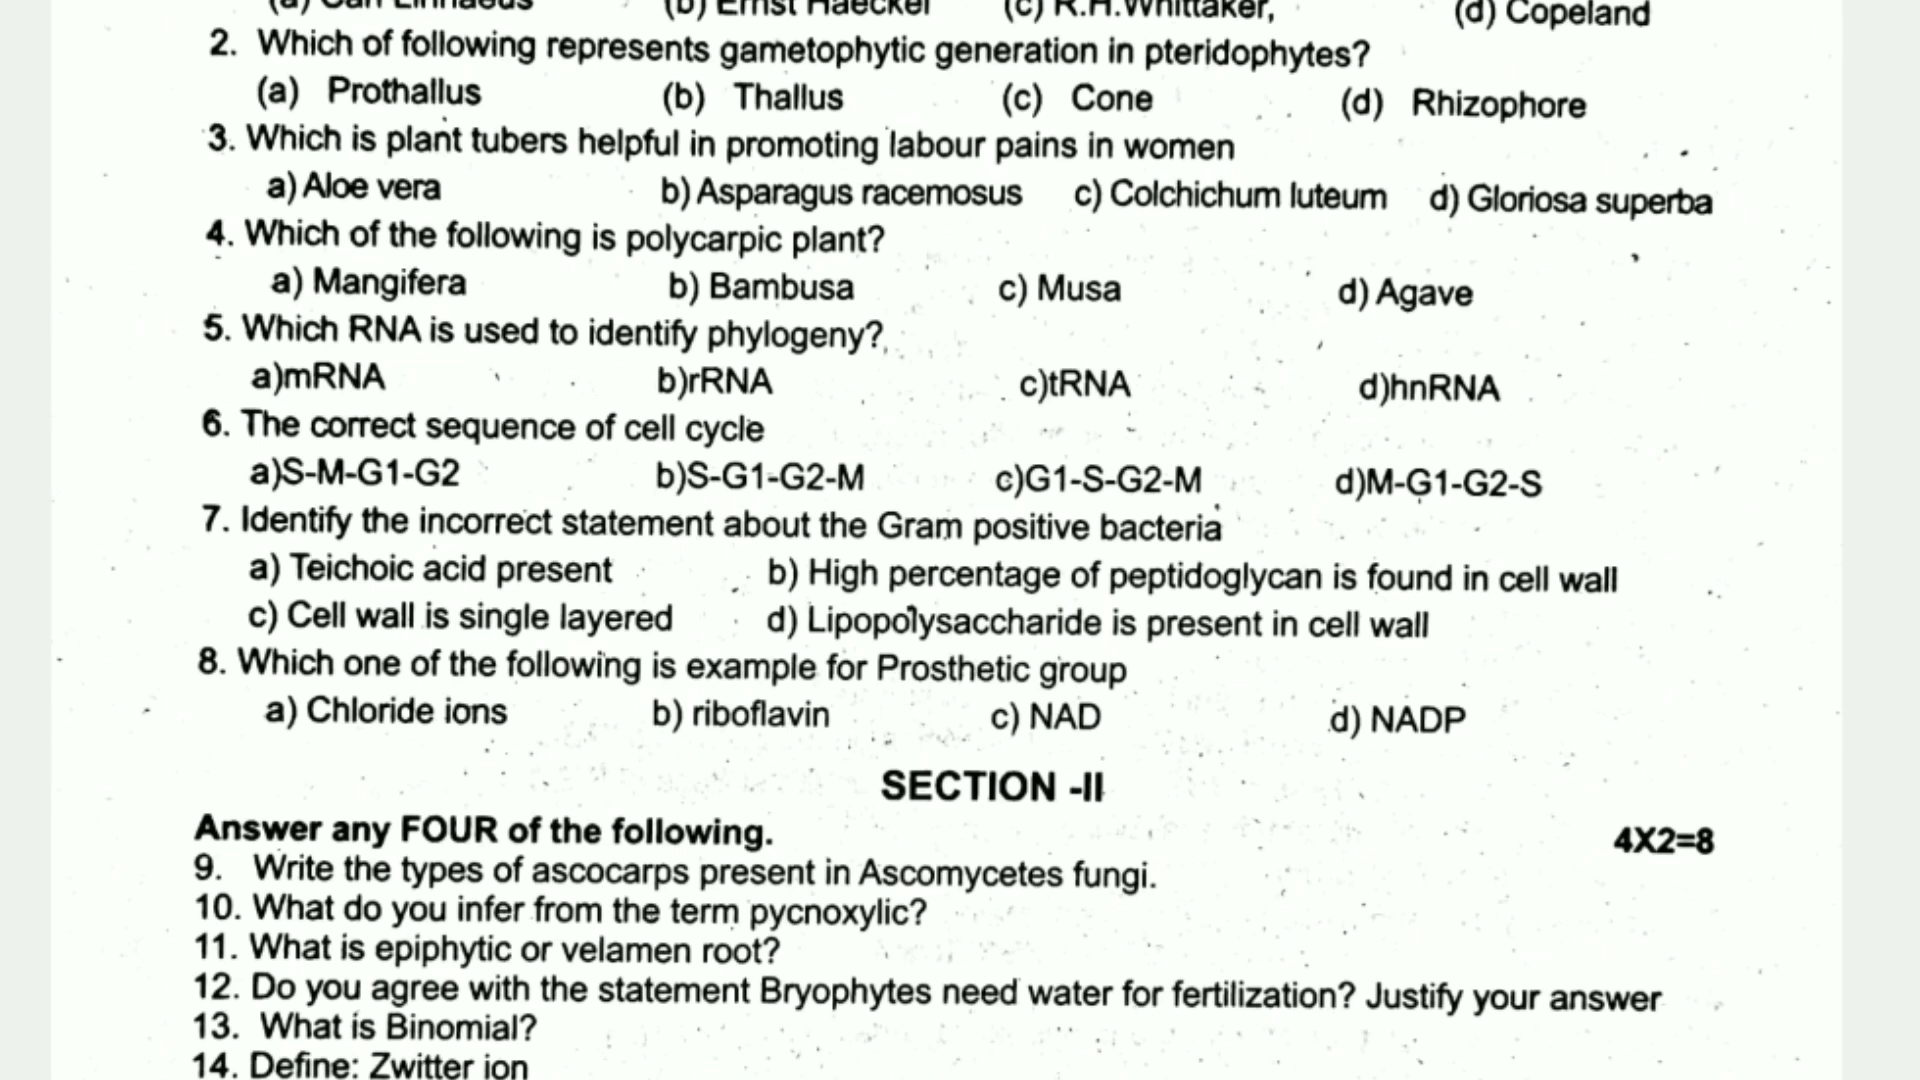 (a) Carl Linnaeus (b) Ernst Haeckel (c) R.H.Whittaker, (d) Copeland
2. Which of following represents gametophytic generation in pteridophytes?
(a) Prothallus (b) Thallus (c) Cone (d) Rhizophore
3. Which is plant tubers helpful in promoting labour pains in women
a) Aloe vera b) Asparagus racemosus c) Colchichum luteum d) Gloriosa superba
4. Which of the following is polycarpic plant?
a) Mangifera b) Bambusa c) Musa d) Agave
5. Which RNA is used to identify phylogeny?
a)mRNA b)rRNA c)tRNA d)hnRNA
6. The correct sequence of cell cycle
a)S-M-G1-G2 b)S-G1-G2-M c)G1-S-G2-M d)M-G1-G2-S
7. Identify the incorrect statement about the Gram positive bacteria
a) Teichoic acid present b) High percentage of peptidoglycan is found in cell wall
c) Cell wall is single layered d) Lipopolysaccharide is present in cell wall
8. Which one of the following is example for Prosthetic group
a) Chloride ions b) riboflavin c) NAD d) NADP
SECTION -II
Answer any FOUR of the following. 4X2=8
9. Write the types of ascocarps present in Ascomycetes fungi.
10. What do you infer from the term pycnoxylic?
11. What is epiphytic or velamen root?
12. Do you agree with the statement Bryophytes need water for fertilization? Justify your answer
13. What is Binomial?
14. Define: Zwitter ion